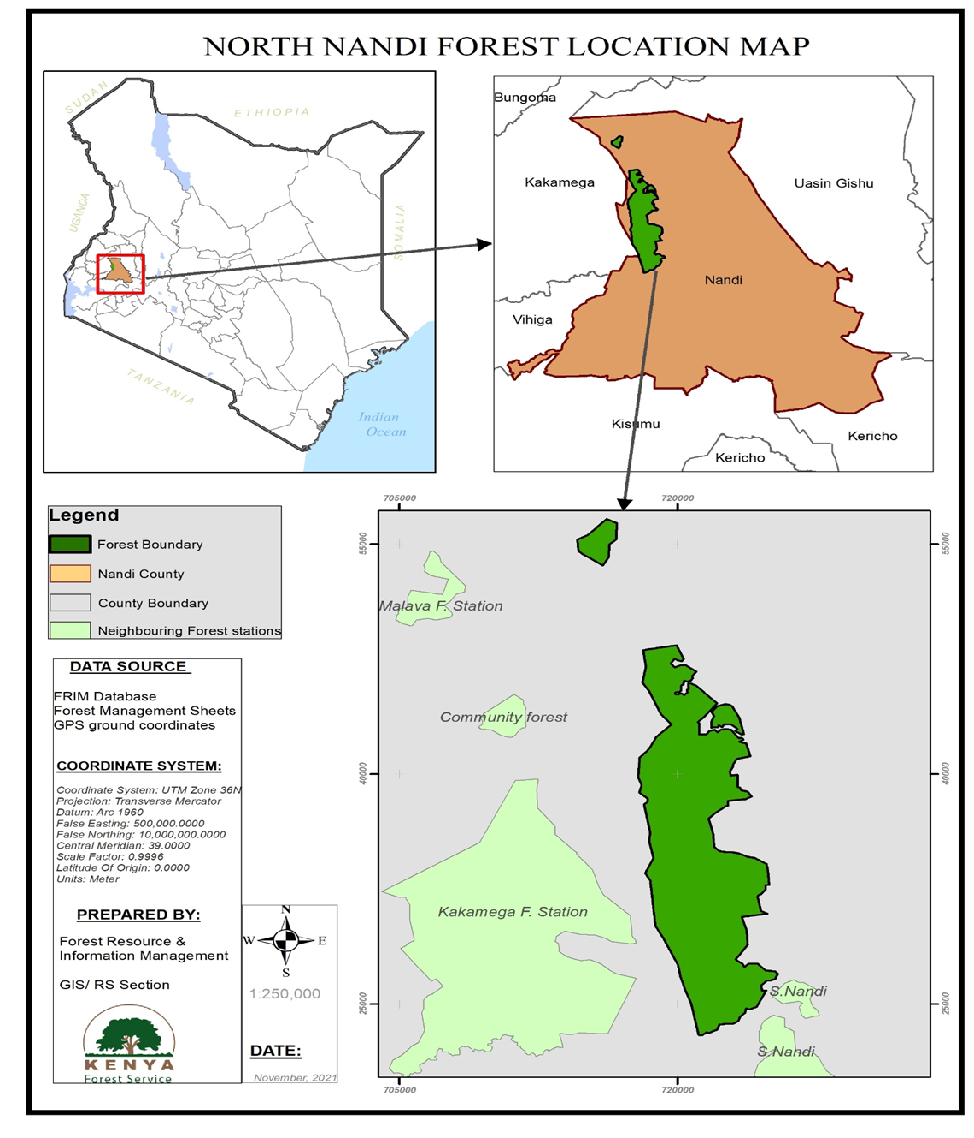 NORTH NANDI FOREST LOCATION MAP
SUDAN
ETHIOPIA
UGANDA
SOMALIA
TANZANIA
Indian
Ocean
Bungoma
Kakamega
Uasin Gishu
Nandi
Vihiga
Kisumu
Kericho
Kericho
Legend
Forest Boundary
Nandi County
County Boundary
Neighbouring Forest stations
DATA SOURCE
FRIM Database
Forest Management Sheets
GPS ground coordinates
COORDINATE SYSTEM:
Coordinate System: UTM Zone 36N
Projection: Transverse Mercator
Datum: Arc 1960
False Easting: 500,000.0000
False Northing: 10,000,000.0000
Central Meridian: 39.0000
Scale Factor: 0.9996
Latitude Of Origin: 0.0000
Units: Meter
PREPARED BY:
Forest Resource &
Information Management
GIS/ RS Section
KENYA
Forest Service
N
W E
S
1:250,000
DATE:
November, 2021
705000 720000
55000 55000
Malava F. Station
Community forest
40000 40000
Kakamega F. Station
S.Nandi
25000 25000
S.Nandi
705000 720000